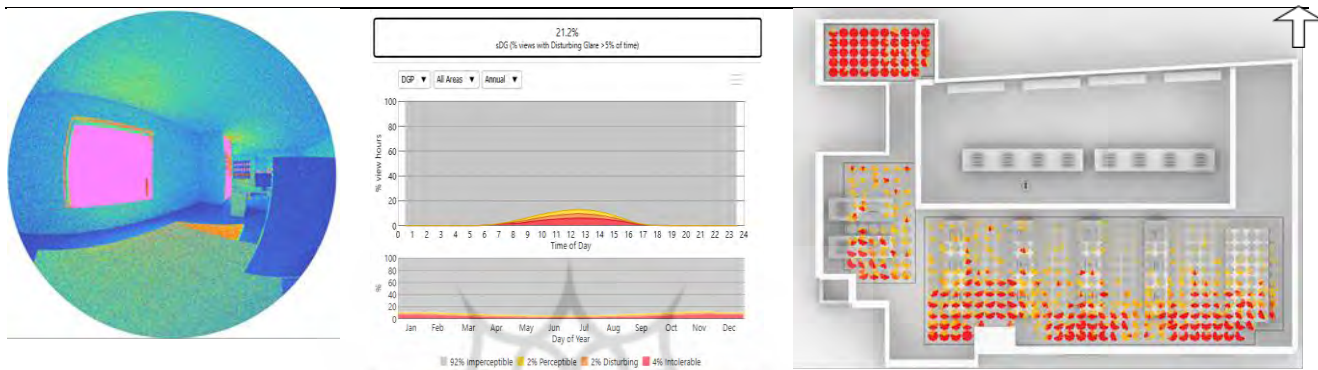 21.2%
sDG (% views with Disturbing Glare >5% of time)
DGP ▼ All Areas ▼ Annual ▼
% view hours
100
80
60
40
20
0
0 1 2 3 4 5 6 7 8 9 10 11 12 13 14 15 16 17 18 19 20 21 22 23 24
Time of Day
%
100
80
60
40
20
0
Jan Feb Mar Apr May Jun Jul Aug Sep Oct Nov Dec
Day of Year
92% Imperceptible 2% Perceptible 2% Disturbing 4% Intolerable